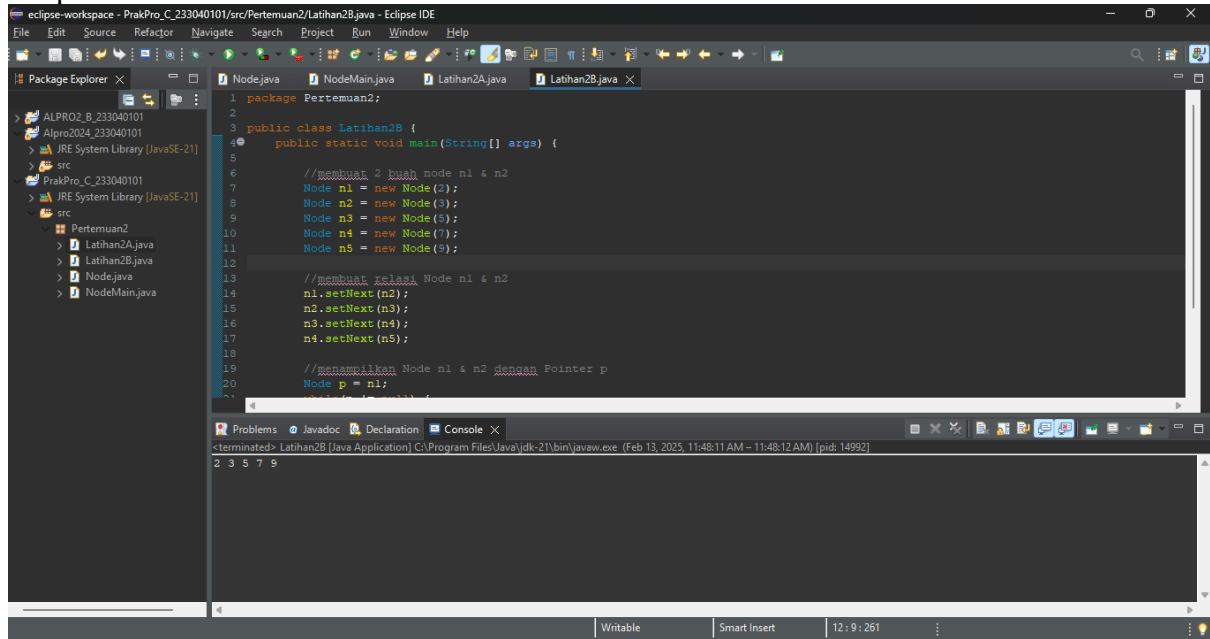 eclipse-workspace - PrakPro_C_233040101/src/Pertemuan2/Latihan2B.java - Eclipse IDE
File Edit Source Refactor Navigate Search Project Run Window Help
Package Explorer
Node.java NodeMain.java Latihan2A.java Latihan2B.java
ALPRO2_B_233040101
Alpro2024_233040101
JRE System Library [JavaSE-21]
src
PrakPro_C_233040101
JRE System Library [JavaSE-21]
src
Pertemuan2
Latihan2A.java
Latihan2B.java
Node.java
NodeMain.java
1 package Pertemuan2;
2
3 public class Latihan2B {
4 public static void main(String[] args) {
5
6 //membuat 2 buah node n1 & n2
7 Node n1 = new Node(2);
8 Node n2 = new Node(3);
9 Node n3 = new Node(5);
10 Node n4 = new Node(7);
11 Node n5 = new Node(9);
12
13 //membuat relasi Node n1 & n2
14 n1.setNext(n2);
15 n2.setNext(n3);
16 n3.setNext(n4);
17 n4.setNext(n5);
18
19 //menampilkan Node n1 & n2 dengan Pointer p
20 Node p = n1;
Problems Javadoc Declaration Console
<terminated> Latihan2B [Java Application] C:\Program Files\Java\jdk-21\bin\javaw.exe (Feb 13, 2025, 11:48:11 AM – 11:48:12 AM) [pid: 14992]
2 3 5 7 9
Writable Smart Insert 12 : 9 : 261